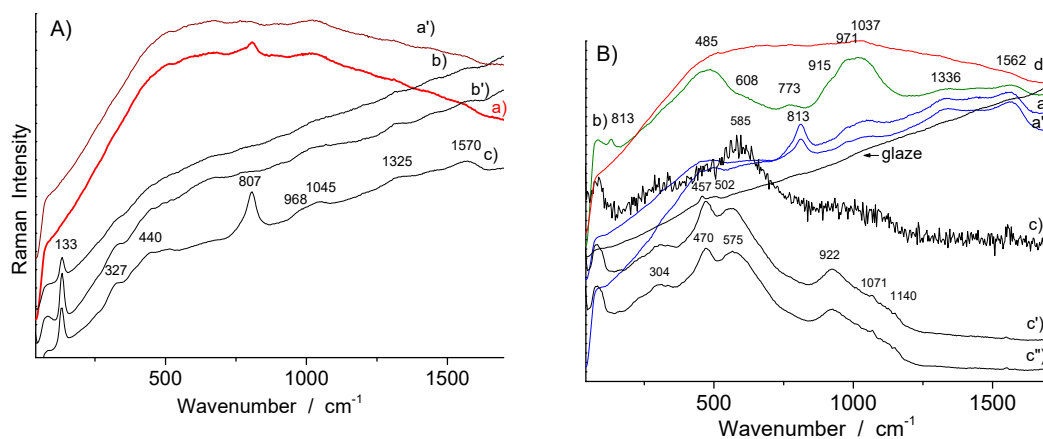 A)
a')
b)
b')
a)
c)
133
327
440
807
968
1045
1325
1570
Raman Intensity
500
1000
1500
Wavenumber / cm-1
B)
1037
485
971
1562
d
608
915
1336
773
a
b)
813
585
813
a'
glaze
457
502
c)
470
575
304
922
1071
1140
c')
c")
500
1000
1500
Wavenumber / cm-1